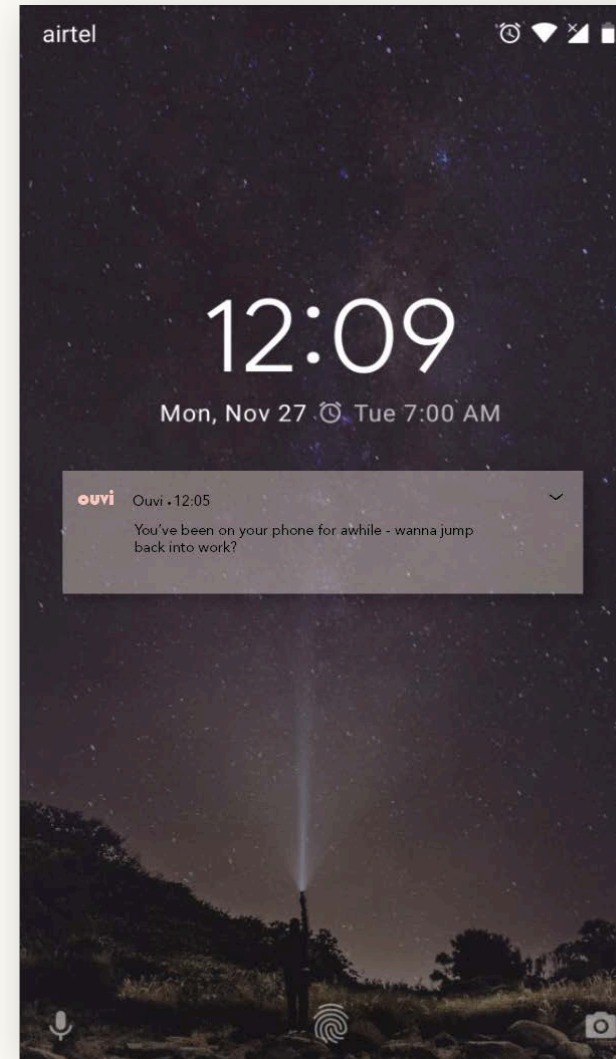 airtel
12:09
Mon, Nov 27 Tue 7:00 AM
ouvi Ouvi • 12:05
You've been on your phone for awhile - wanna jump
back into work?